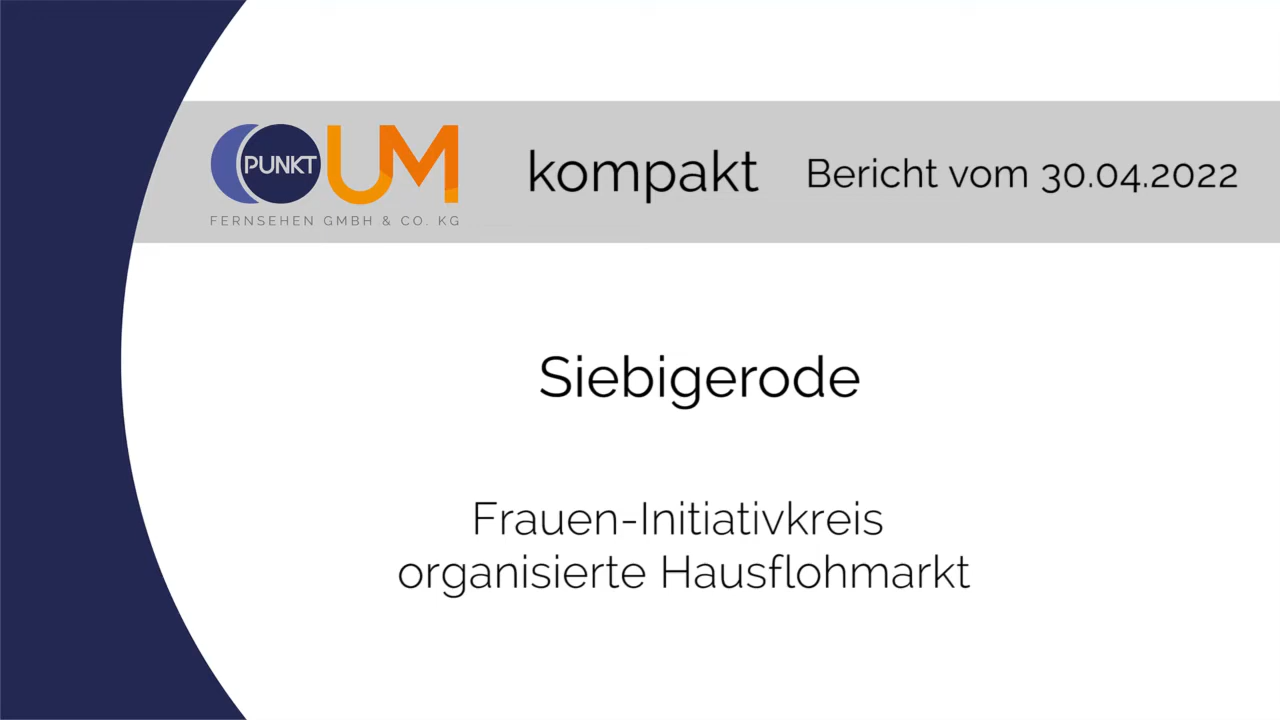 PUNKT UM
FERNSEHEN GMBH & CO. KG
kompakt Bericht vom 30.04.2022
Siebigerode
Frauen-Initiativkreis
organisierte Hausflohmarkt